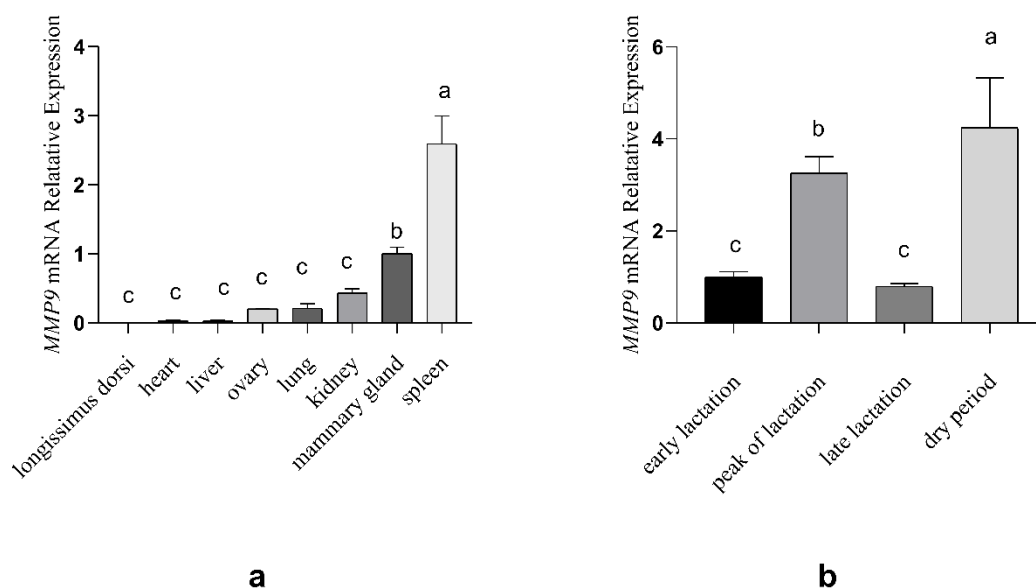 MMP9 mRNA Relatative Expression
4
3
2
1
0
c
c
c
c
c
c
b
a
longissimus dorsi
heart
liver
ovary
lung
kidney
mammary gland
spleen
a
MMP9 mRNA Relatative Expression
6
4
2
0
c
b
c
a
early lactation
peak of lactation
late lactation
dry period
b